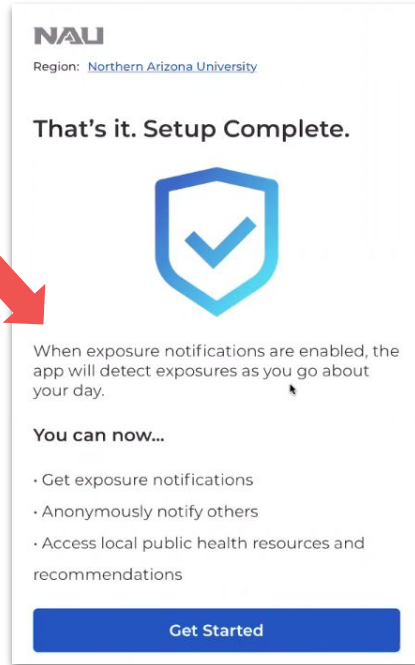 NAU
Region: Northern Arizona University
That's it. Setup Complete.
When exposure notifications are enabled, the
app will detect exposures as you go about
your day.
You can now...
· Get exposure notifications
· Anonymously notify others
· Access local public health resources and
recommendations
Get Started